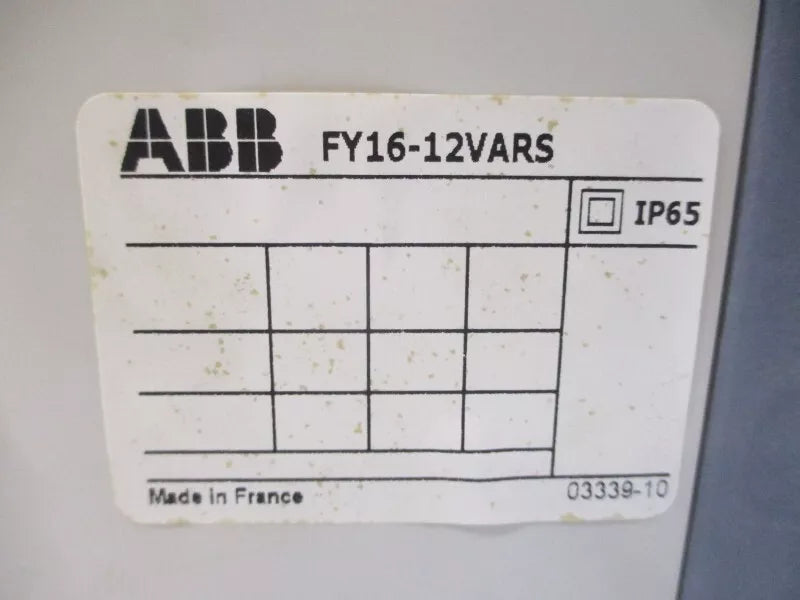 ABB FY16-12VARS
IP65
Made in France 03339-10